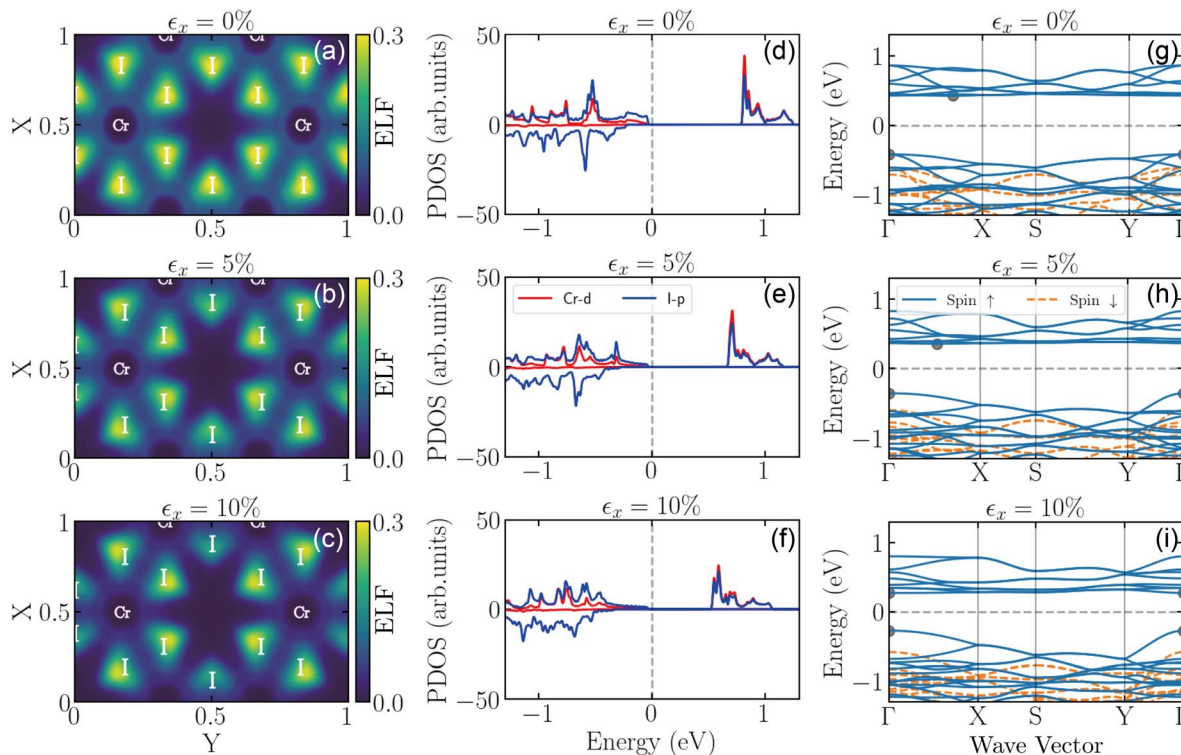 ϵₓ = 0%
(a)
X
1
0.5
0
0
0.5
1
Cr
Cr
I
I
I
I
I
Cr
Cr
I
I
I
I
I
0.3
ELF
0.0
ϵₓ = 0%
(d)
PDOS (arb.units)
50
0
−50
−1
0
1
ϵₓ = 0%
(g)
Energy (eV)
1
0
−1
Γ
X
S
Y
ϵₓ = 5%
(b)
X
1
0.5
0
0
0.5
1
Cr
Cr
I
I
I
I
I
Cr
Cr
I
I
I
I
I
0.3
ELF
0.0
ϵₓ = 5%
(e)
Cr-d
I-p
PDOS (arb.units)
50
0
−50
−1
0
1
ϵₓ = 5%
(h)
Spin ↑
Spin ↓
Energy (eV)
1
0
−1
Γ
X
S
Y
ϵₓ = 10%
(c)
X
1
0.5
0
0
0.5
1
Cr
Cr
I
I
I
I
I
Cr
Cr
I
I
I
I
I
0.3
ELF
0.0
Y
ϵₓ = 10%
(f)
PDOS (arb.units)
50
0
−50
−1
0
1
Energy (eV)
ϵₓ = 10%
(i)
Energy (eV)
1
0
−1
Γ
X
S
Y
Wave Vector